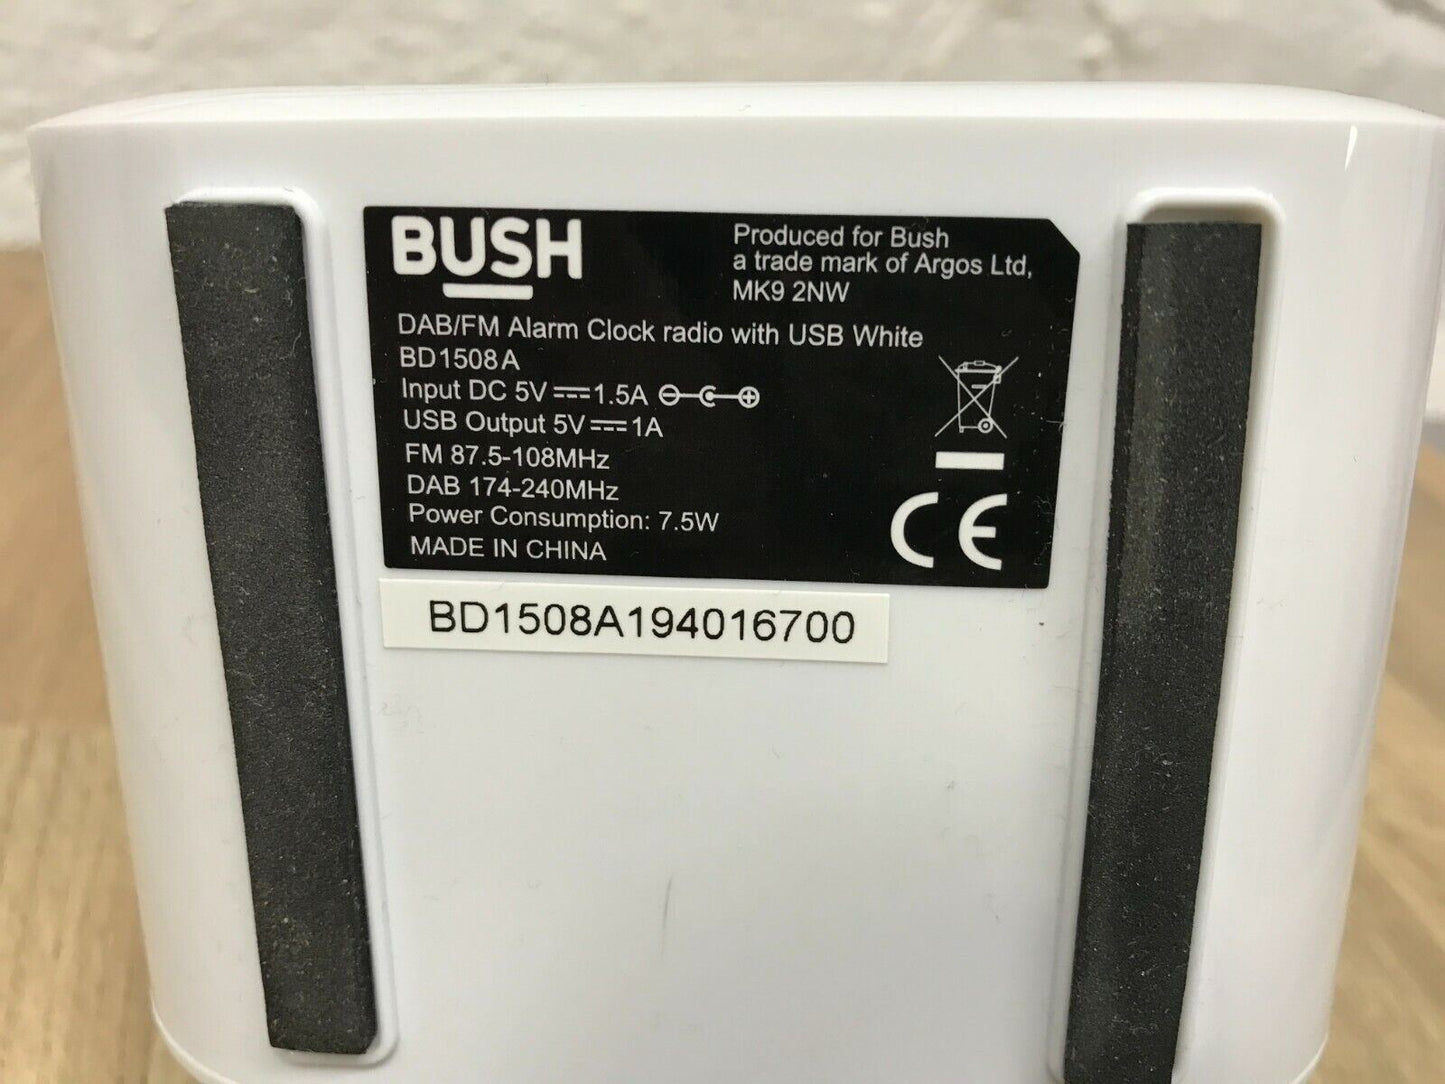 BUSH
Produced for Bush
a trade mark of Argos Ltd,
MK9 2NW
DAB/FM Alarm Clock radio with USB White
BD1508A
Input DC 5V ⎓ 1.5A
USB Output 5V ⎓ 1A
FM 87.5-108MHz
DAB 174-240MHz
Power Consumption: 7.5W
MADE IN CHINA
CE
BD1508A194016700